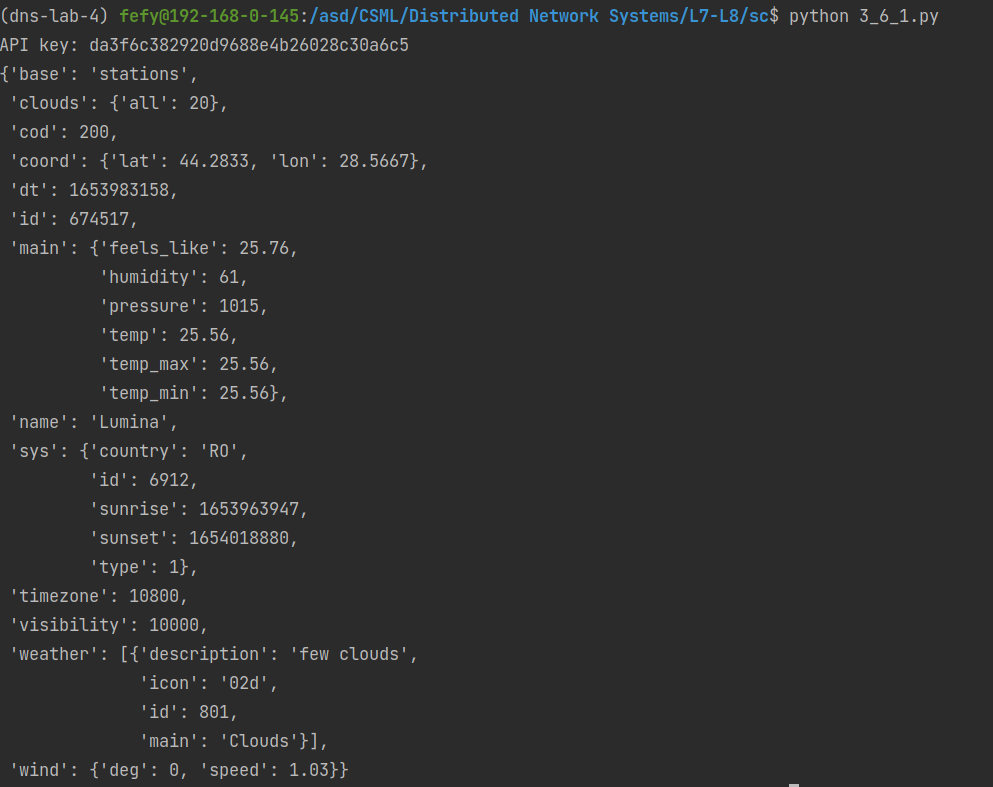 (dns-lab-4) fefy@192-168-0-145:/asd/CSML/Distributed Network Systems/L7-L8/sc$ python 3_6_1.py
API key: da3f6c382920d9688e4b26028c30a6c5
{'base': 'stations',
 'clouds': {'all': 20},
 'cod': 200,
 'coord': {'lat': 44.2833, 'lon': 28.5667},
 'dt': 1653983158,
 'id': 674517,
 'main': {'feels_like': 25.76,
          'humidity': 61,
          'pressure': 1015,
          'temp': 25.56,
          'temp_max': 25.56,
          'temp_min': 25.56},
 'name': 'Lumina',
 'sys': {'country': 'RO',
         'id': 6912,
         'sunrise': 1653963947,
         'sunset': 1654018880,
         'type': 1},
 'timezone': 10800,
 'visibility': 10000,
 'weather': [{'description': 'few clouds',
              'icon': '02d',
              'id': 801,
              'main': 'Clouds'}],
 'wind': {'deg': 0, 'speed': 1.03}}